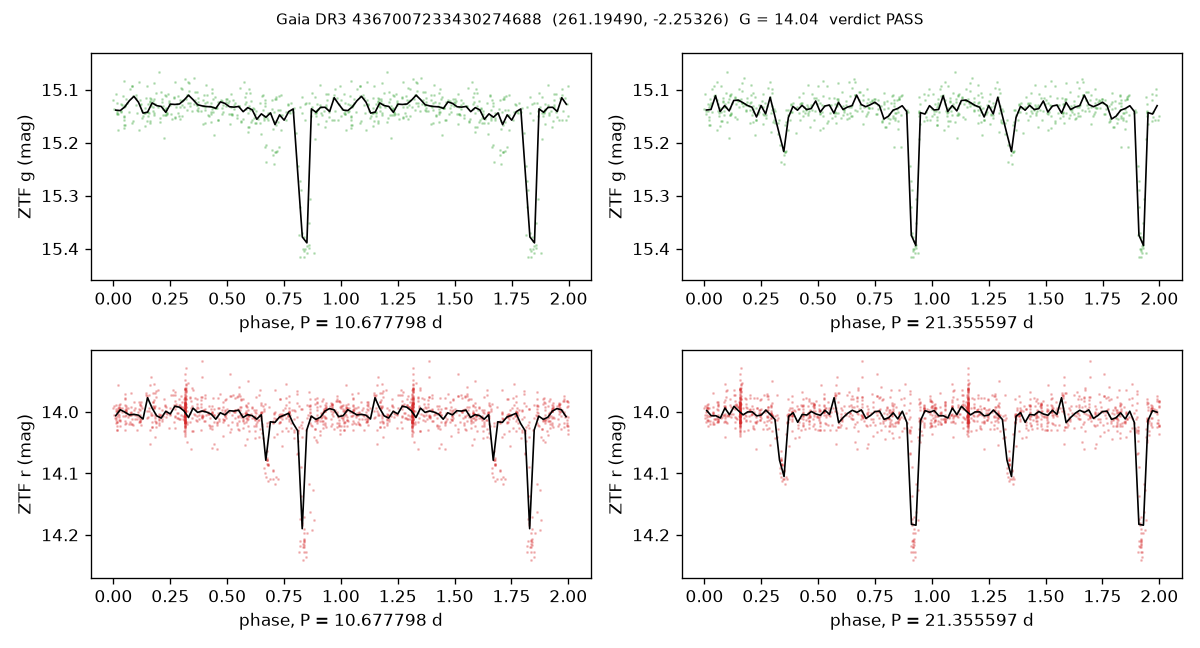 Gaia DR3 4367007233430274688  (261.19490, -2.25326)  G = 14.04  verdict PASS
ZTF g (mag)
15.1
15.2
15.3
15.4
0.00 0.25 0.50 0.75 1.00 1.25 1.50 1.75 2.00
phase, P = 10.677798 d
ZTF g (mag)
15.1
15.2
15.3
15.4
0.00 0.25 0.50 0.75 1.00 1.25 1.50 1.75 2.00
phase, P = 21.355597 d
ZTF r (mag)
14.0
14.1
14.2
0.00 0.25 0.50 0.75 1.00 1.25 1.50 1.75 2.00
phase, P = 10.677798 d
ZTF r (mag)
14.0
14.1
14.2
0.00 0.25 0.50 0.75 1.00 1.25 1.50 1.75 2.00
phase, P = 21.355597 d